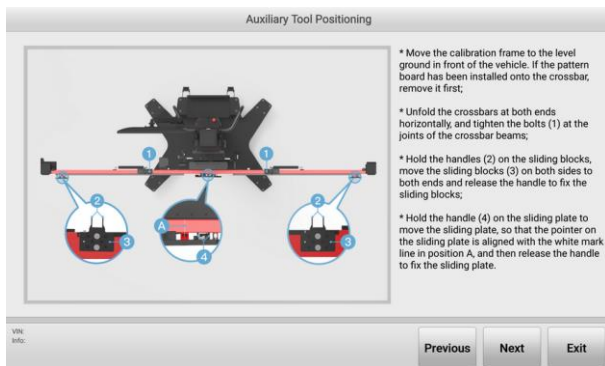 Auxiliary Tool Positioning
* Move the calibration frame to the level
ground in front of the vehicle. If the pattern
board has been installed onto the crossbar,
remove it first;
* Unfold the crossbars at both ends
horizontally, and tighten the bolts (1) at the
joints of the crossbar beams;
* Hold the handles (2) on the sliding blocks,
move the sliding blocks (3) on both sides to
both ends and release the handle to fix the
sliding blocks;
* Hold the handle (4) on the sliding plate to
move the sliding plate, so that the pointer on
the sliding plate is aligned with the white mark
line in position A, and then release the handle
to fix the sliding plate.
1
1
2
2
A
3
3
4
VIN:
Info:
Previous
Next
Exit